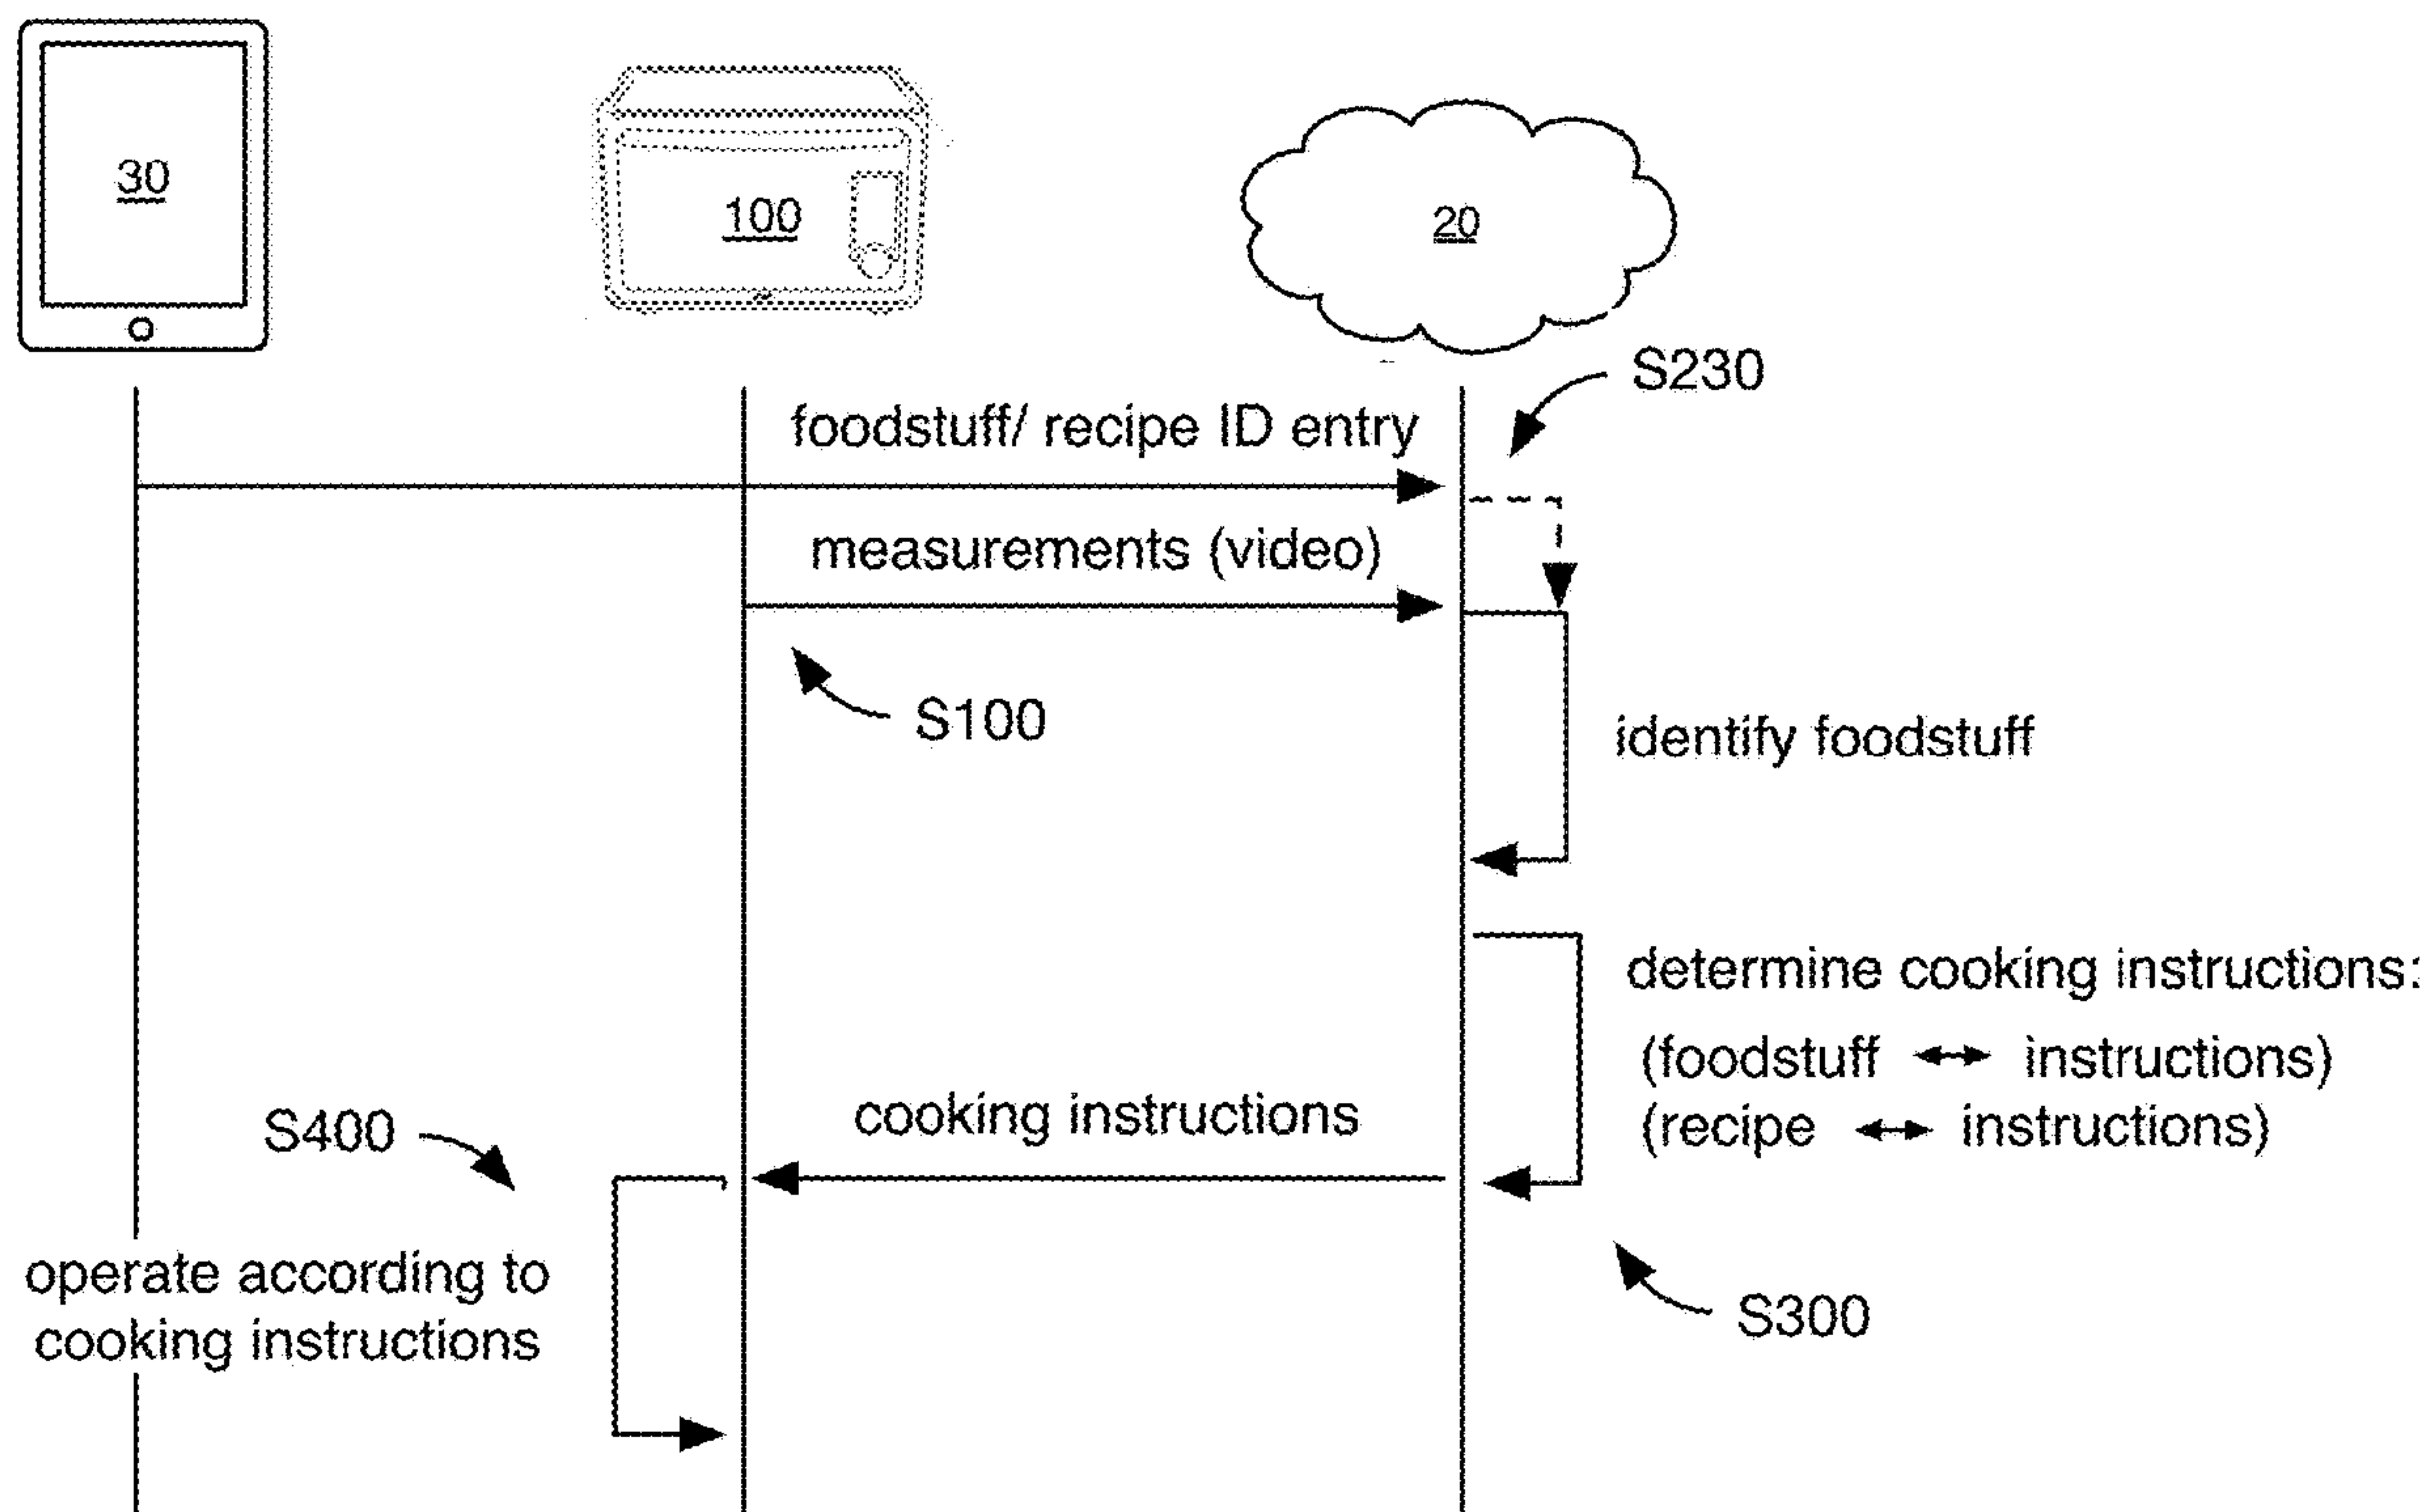 30
100
20
S230
foodstuff/ recipe ID entry
measurements (video)
S100
identify foodstuff
determine cooking instructions:
(foodstuff ↔ instructions)
(recipe ↔ instructions)
cooking instructions
S400
operate according to
cooking instructions
S300